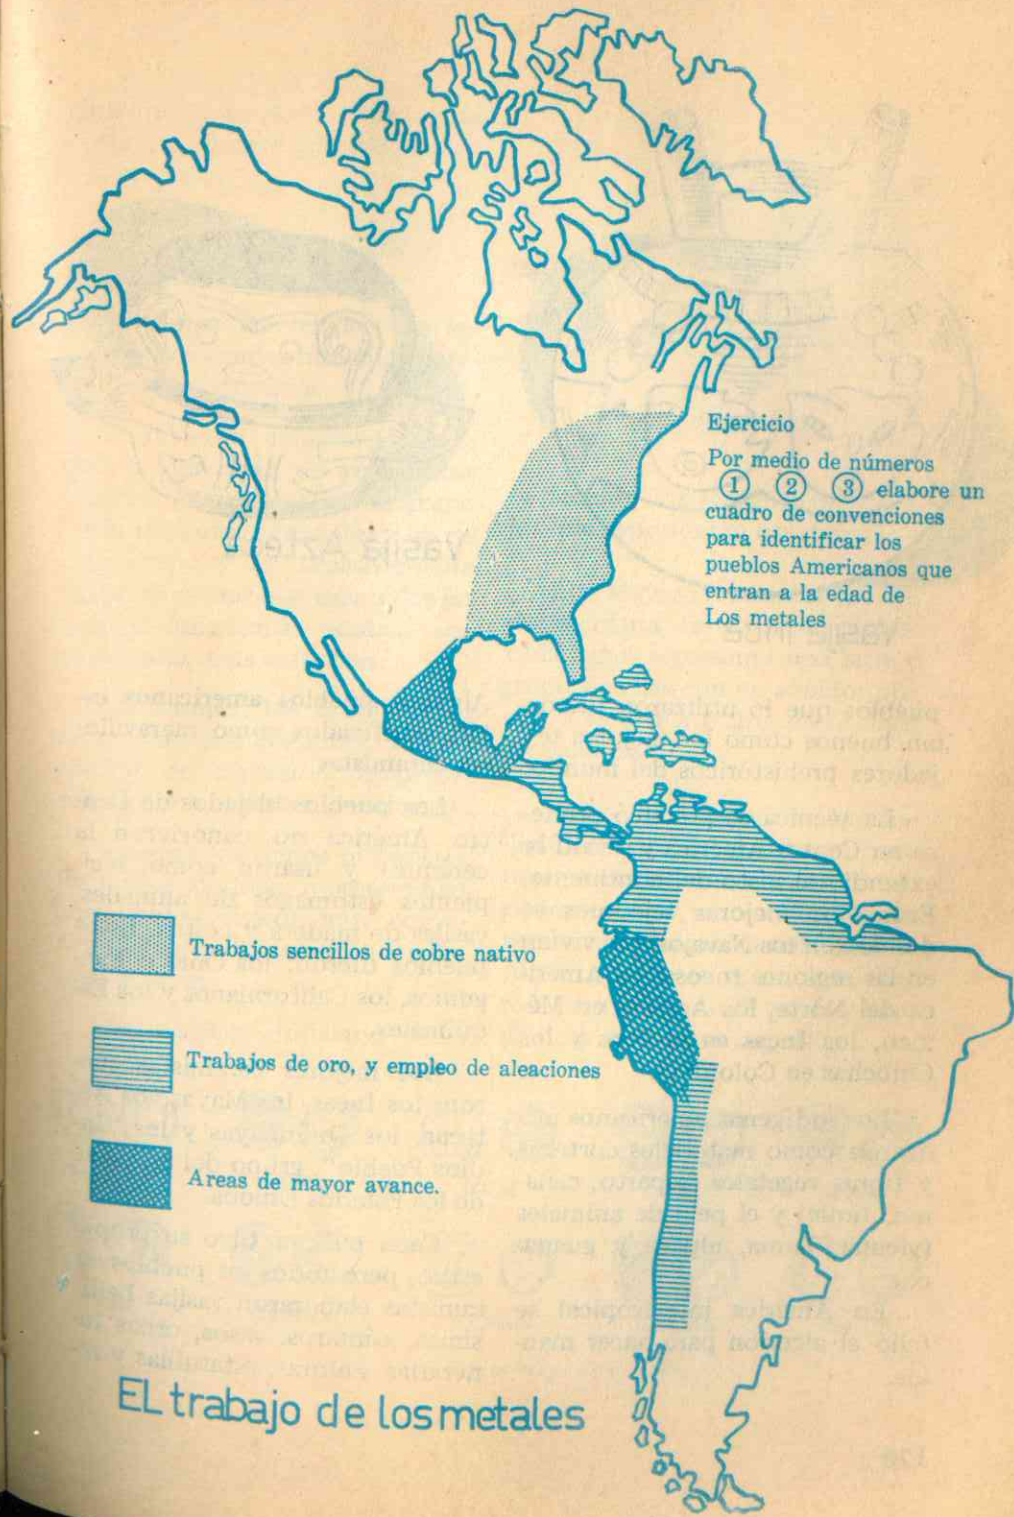 Ejercicio
Por medio de números
① ② ③ elabore un
cuadro de convenciones
para identificar los
pueblos Americanos que
entran a la edad de
Los metales
Trabajos sencillos de cobre nativo
Trabajos de oro, y empleo de aleaciones
Areas de mayor avance.
EL trabajo de los metales